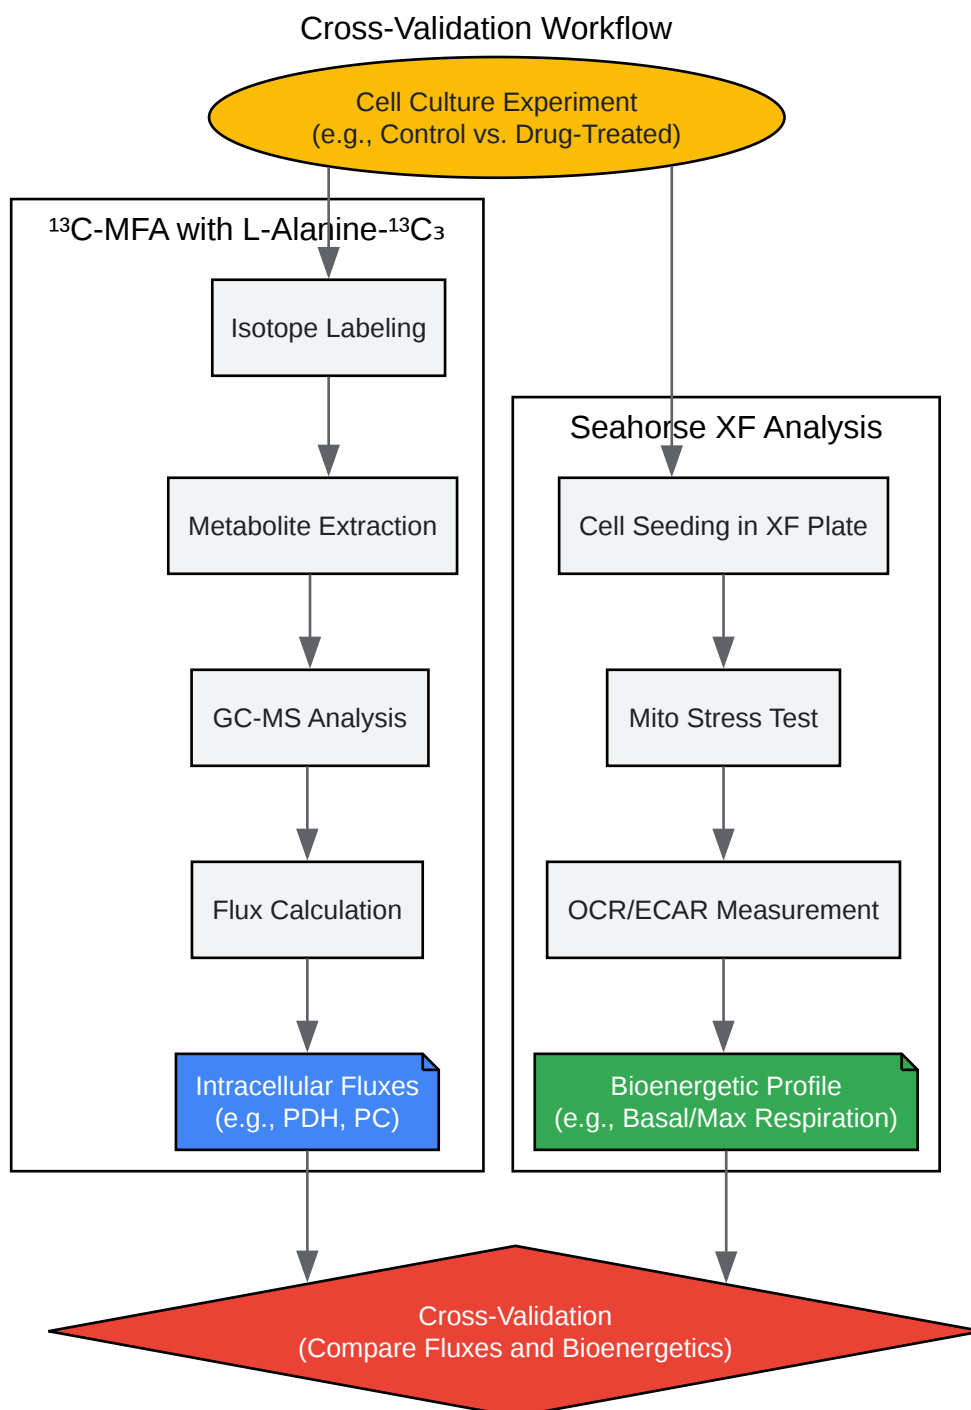 Cross-Validation Workflow
Cell Culture Experiment
(e.g., Control vs. Drug-Treated)
¹³C-MFA with L-Alanine-¹³C₃
Isotope Labeling
Metabolite Extraction
GC-MS Analysis
Flux Calculation
Intracellular Fluxes
(e.g., PDH, PC)
Seahorse XF Analysis
Cell Seeding in XF Plate
Mito Stress Test
OCR/ECAR Measurement
Bioenergetic Profile
(e.g., Basal/Max Respiration)
Cross-Validation
(Compare Fluxes and Bioenergetics)